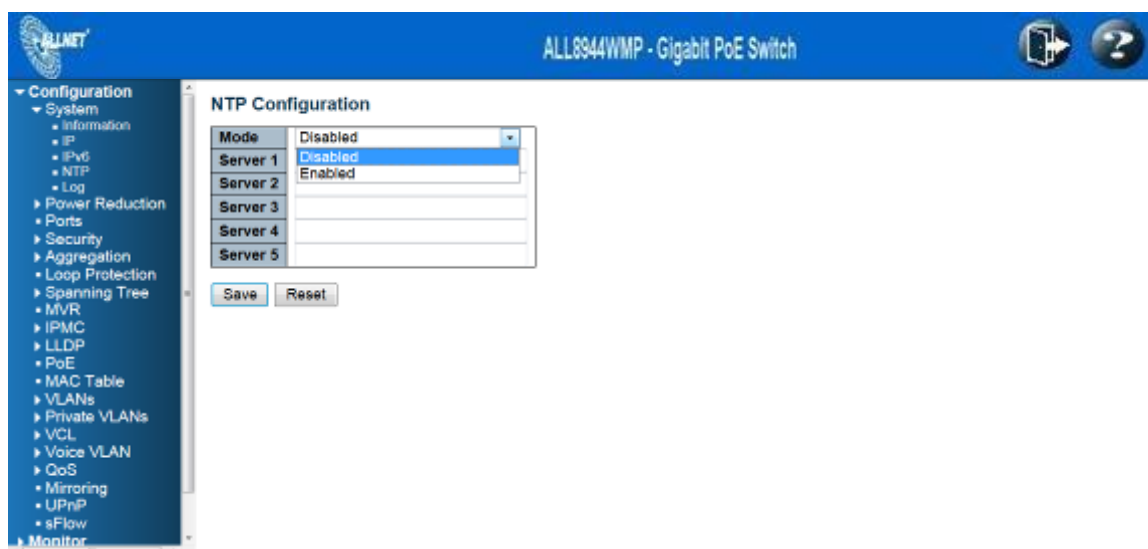 ALLNET
ALL8944WMP - Gigabit PoE Switch
?
Configuration
System
Information
IP
IPv6
NTP
Log
Power Reduction
Ports
Security
Aggregation
Loop Protection
Spanning Tree
MVR
IPMC
LLDP
PoE
MAC Table
VLANs
Private VLANs
VCL
Voice VLAN
QoS
Mirroring
UPnP
sFlow
Monitor
NTP Configuration
Mode Disabled
Disabled
Enabled
Server 1
Server 2
Server 3
Server 4
Server 5
Save Reset